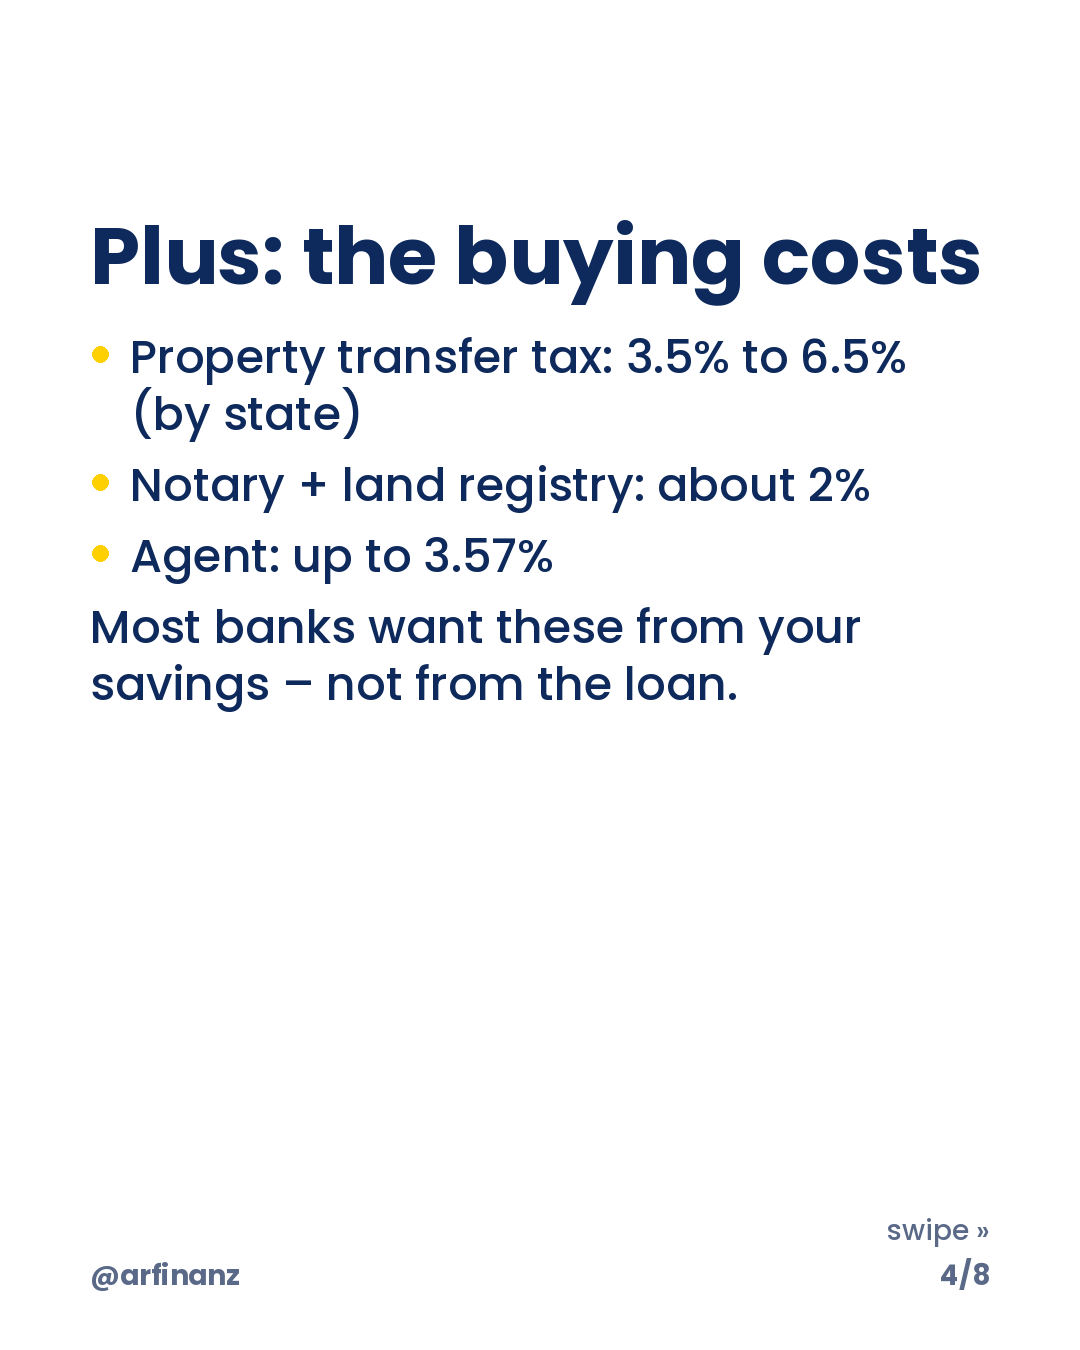 Plus: the buying costs
• Property transfer tax: 3.5% to 6.5%
(by state)
• Notary + land registry: about 2%
• Agent: up to 3.57%
Most banks want these from your
savings – not from the loan.
swipe »
@arfinanz
4/8